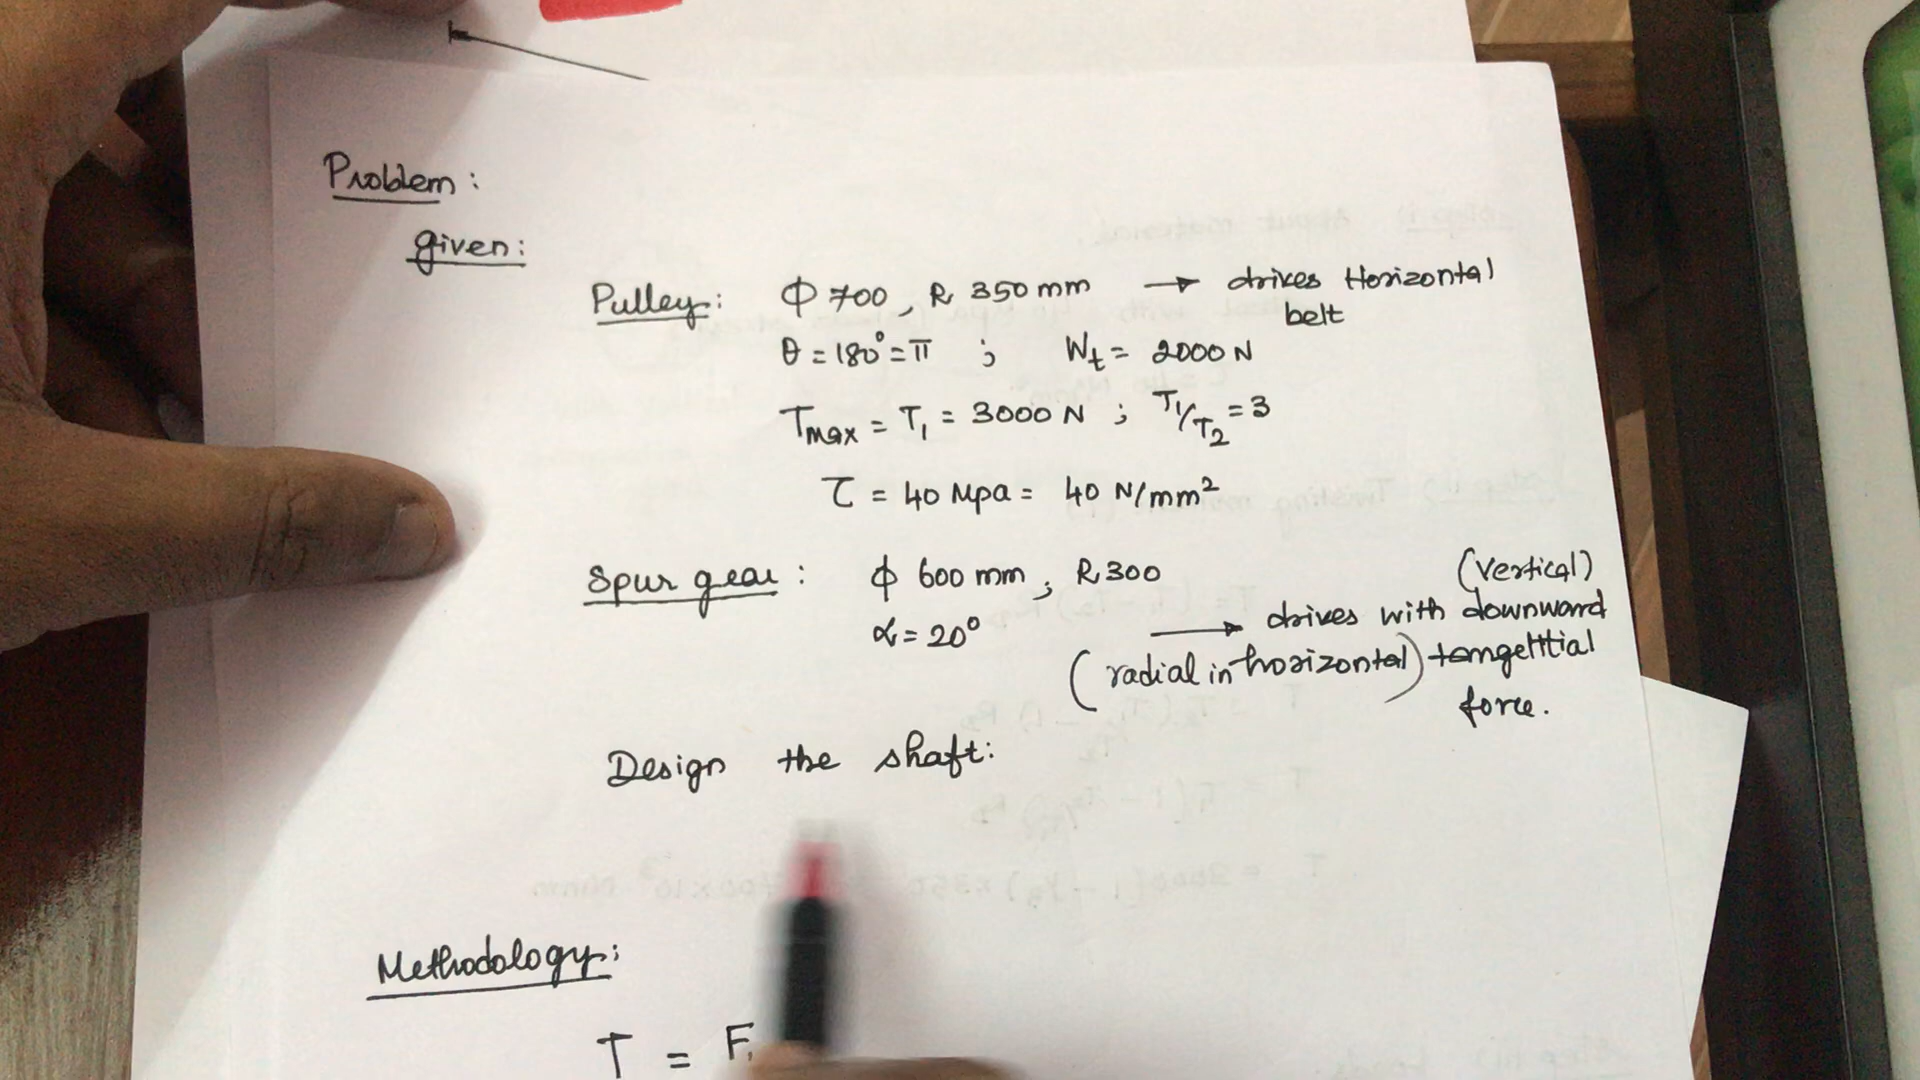 Problem:
given:
Pulley: Φ 700, R 350 mm → drives Horizontal
belt
θ = 180° = π ; Wt = 2000 N
Tmax = T1 = 3000 N ; T1/T2 = 3
τ = 40 Mpa = 40 N/mm²
Spur gear: ϕ 600 mm, R300
(vertical)
α = 20° → drives with downward
(radial in horizontal) tangettial
force.
Design the shaft:
Methodology:
T = F